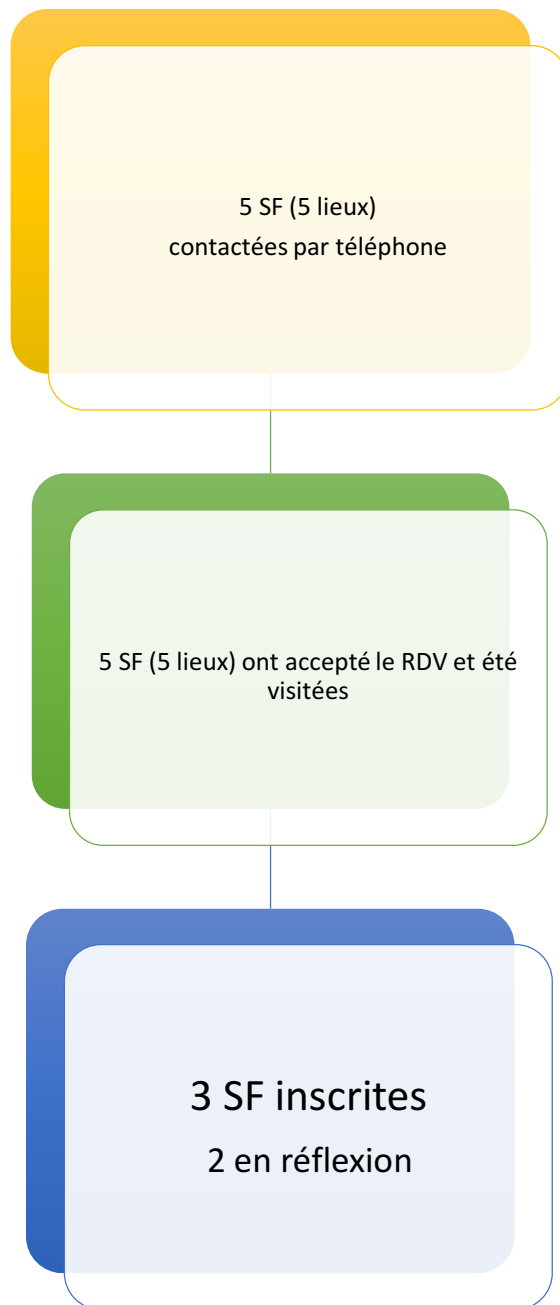 5 SF (5 lieux)
contactées par téléphone
5 SF (5 lieux) ont accepté le RDV et été
visitées
3 SF inscrites
2 en réflexion